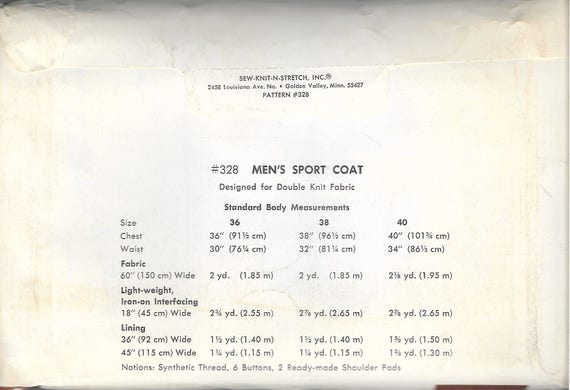 SEW-KNIT-N-STRETCH, INC.®
2458 Louisiana Ave. No. • Golden Valley, Minn. 55427
PATTERN #328
#328 MEN'S SPORT COAT
Designed for Double Knit Fabric
Standard Body Measurements
Size 36 38 40
Chest 36" (91½ cm) 38" (96½ cm) 40" (101¾ cm)
Waist 30" (76¼ cm) 32" (81¼ cm) 34" (86½ cm)
Fabric
60" (150 cm) Wide 2 yd. (1.85 m) 2 yd. (1.85 m) 2⅛ yd. (1.95 m)
Light-weight,
Iron-on Interfacing
18" (45 cm) Wide 2¾ yd. (2.55 m) 2⅞ yd. (2.65 m) 2⅞ yd. (2.65 m)
Lining
36" (92 cm) Wide 1½ yd. (1.40 m) 1½ yd. (1.40 m) 1⅝ yd. (1.50 m)
45" (115 cm) Wide 1¼ yd. (1.15 m) 1¼ yd. (1.15 m) 1⅜ yd. (1.30 m)
Notions: Synthetic Thread, 6 Buttons, 2 Ready-made Shoulder Pads